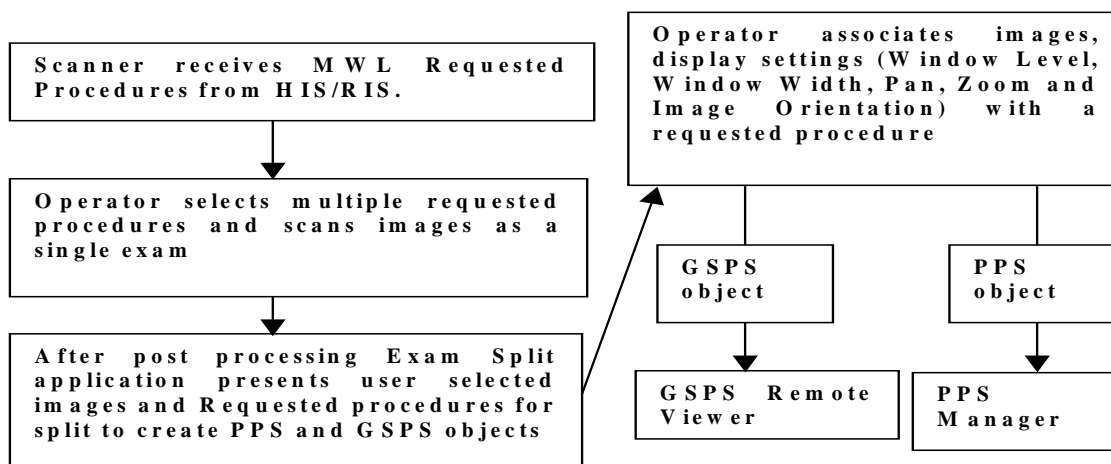 Scanner receives MWL Requested
Procedures from HIS/RIS.
Operator selects multiple requested
procedures and scans images as a
single exam
After post processing Exam Split
application presents user selected
images and Requested procedures for
split to create PPS and GSPS objects
Operator associates images,
display settings (Window Level,
Window Width, Pan, Zoom and
Image Orientation) with a
requested procedure
GSPS
object
PPS
object
GSPS Remote
Viewer
PPS
Manager